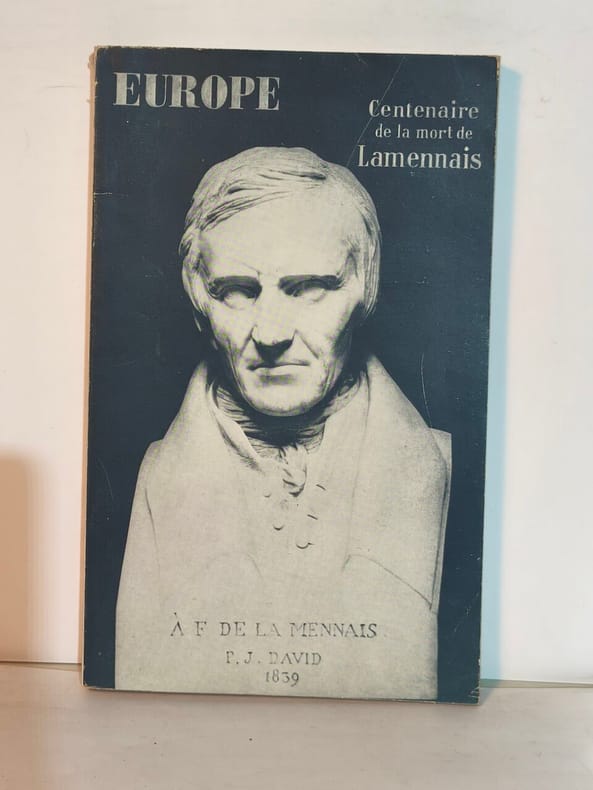 EUROPE
Centenaire
de la mort de
Lamennais
À F DE LA MENNAIS
P. J. DAVID
1839